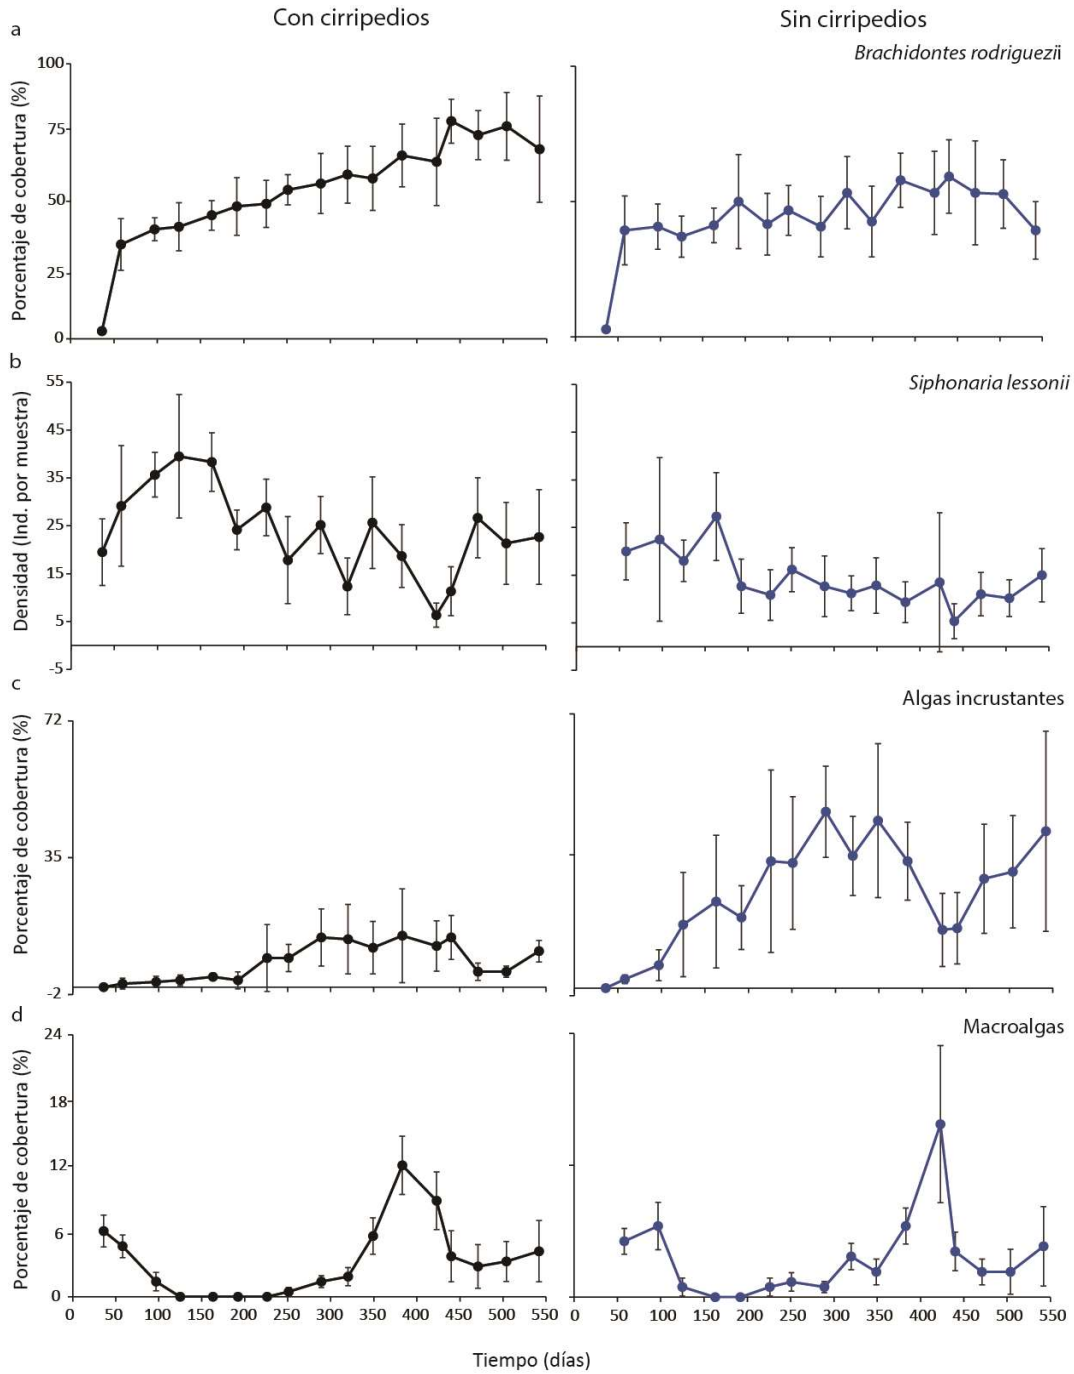 Con cirripedios
Sin cirripedios
a
Brachidontes rodriguezii
Porcentaje de cobertura (%)
100
75
50
25
0
b
Siphonaria lessonii
Densidad (Ind. por muestra)
55
45
35
25
15
5
-5
c
Algas incrustantes
Porcentaje de cobertura (%)
72
35
-2
d
Macroalgas
Porcentaje de cobertura (%)
24
18
12
6
0
0 50 100 150 200 250 300 350 400 450 500 550
0 50 100 150 200 250 300 350 400 450 500 550
Tiempo (días)